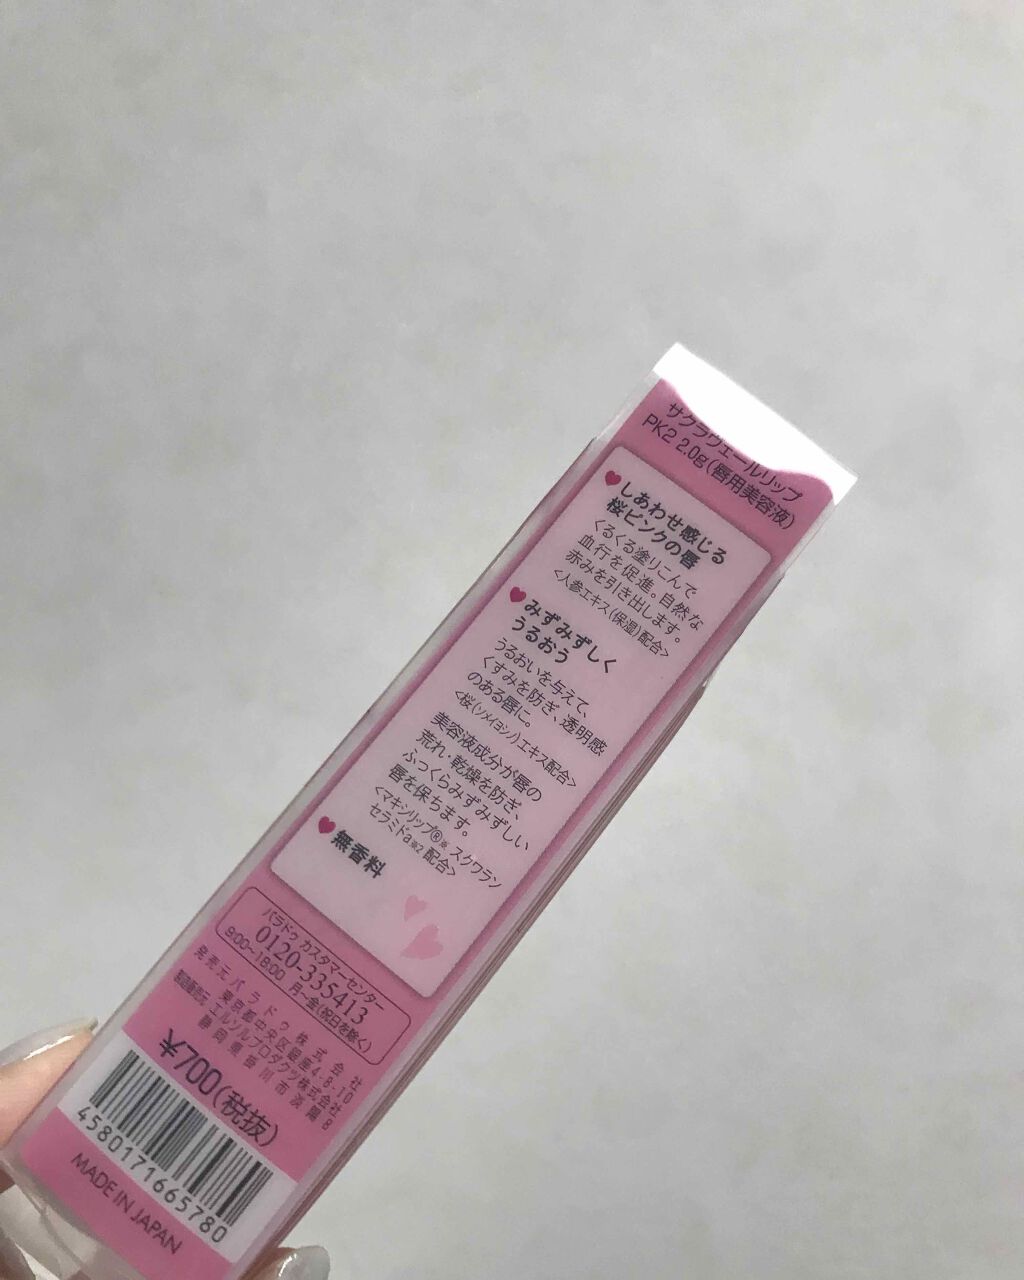 サクラヴェールリップ
PK2 2.0g(唇用美容液)
♥しあわせ感じる
桜ピンクの唇
くるくる塗りこんで
血行を促進。自然な
赤みを引き出します。
<人参エキス(保湿)配合>
♥みずみずしく
うるおう
うるおいを与えて、
くすみを防ぎ、透明感
のある唇に。
<桜(ソメイヨシノ)エキス配合>
美容液成分が唇の
荒れ・乾燥を防ぎ、
ふっくらみずみずしい
唇を保ちます。
<マキシリップ®※ スクワラン
セラミドa※2 配合>
♥無香料
パラドゥ カスタマーセンター
0120-335413
9:00～18:00 月～金(祝日を除く)
発売元 パラドゥ株式会社
東京都中央区銀座4-8-10
製造販売元 エルソルプロダクツ株式会社
静岡県掛川市淡陽8
¥700(税抜)
4580171665780
MADE IN JAPAN